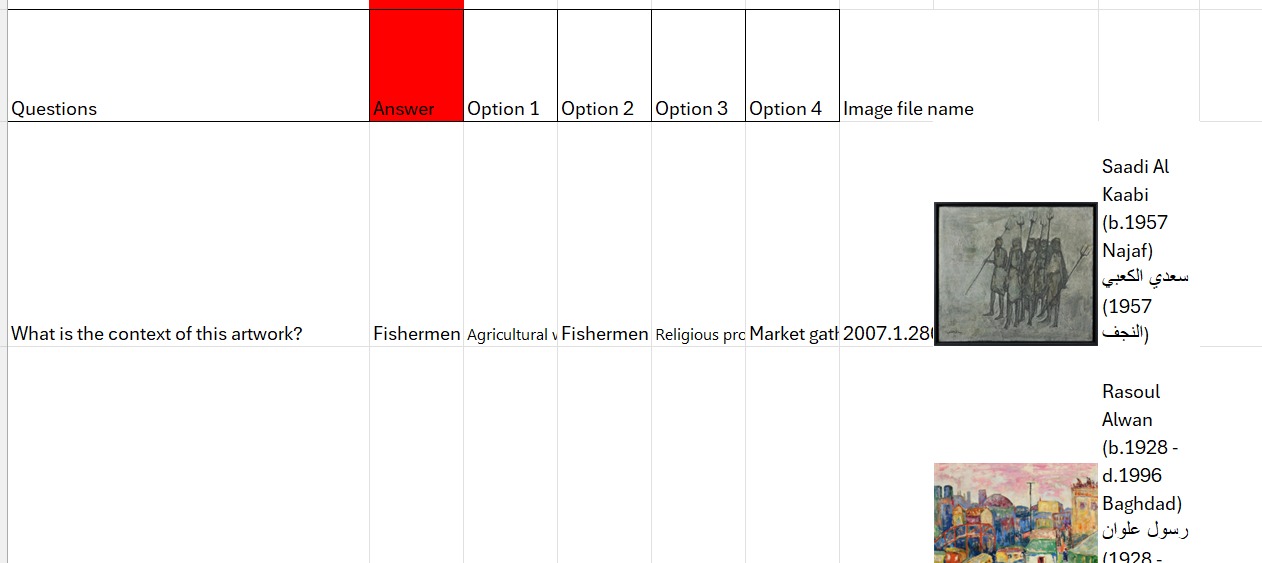 Questions
Answer
Option 1
Option 2
Option 3
Option 4
Image file name
What is the context of this artwork?
Fishermen
Agricultural
Fishermen
Religious
Market
2007.1.28
Saadi Al
Kaabi
(b.1957
Najaf)
سعدي الكعبي
(1957
النجف)
Rasoul
Alwan
(b.1928 -
d.1996
Baghdad)
رسول علوان
(1928 -